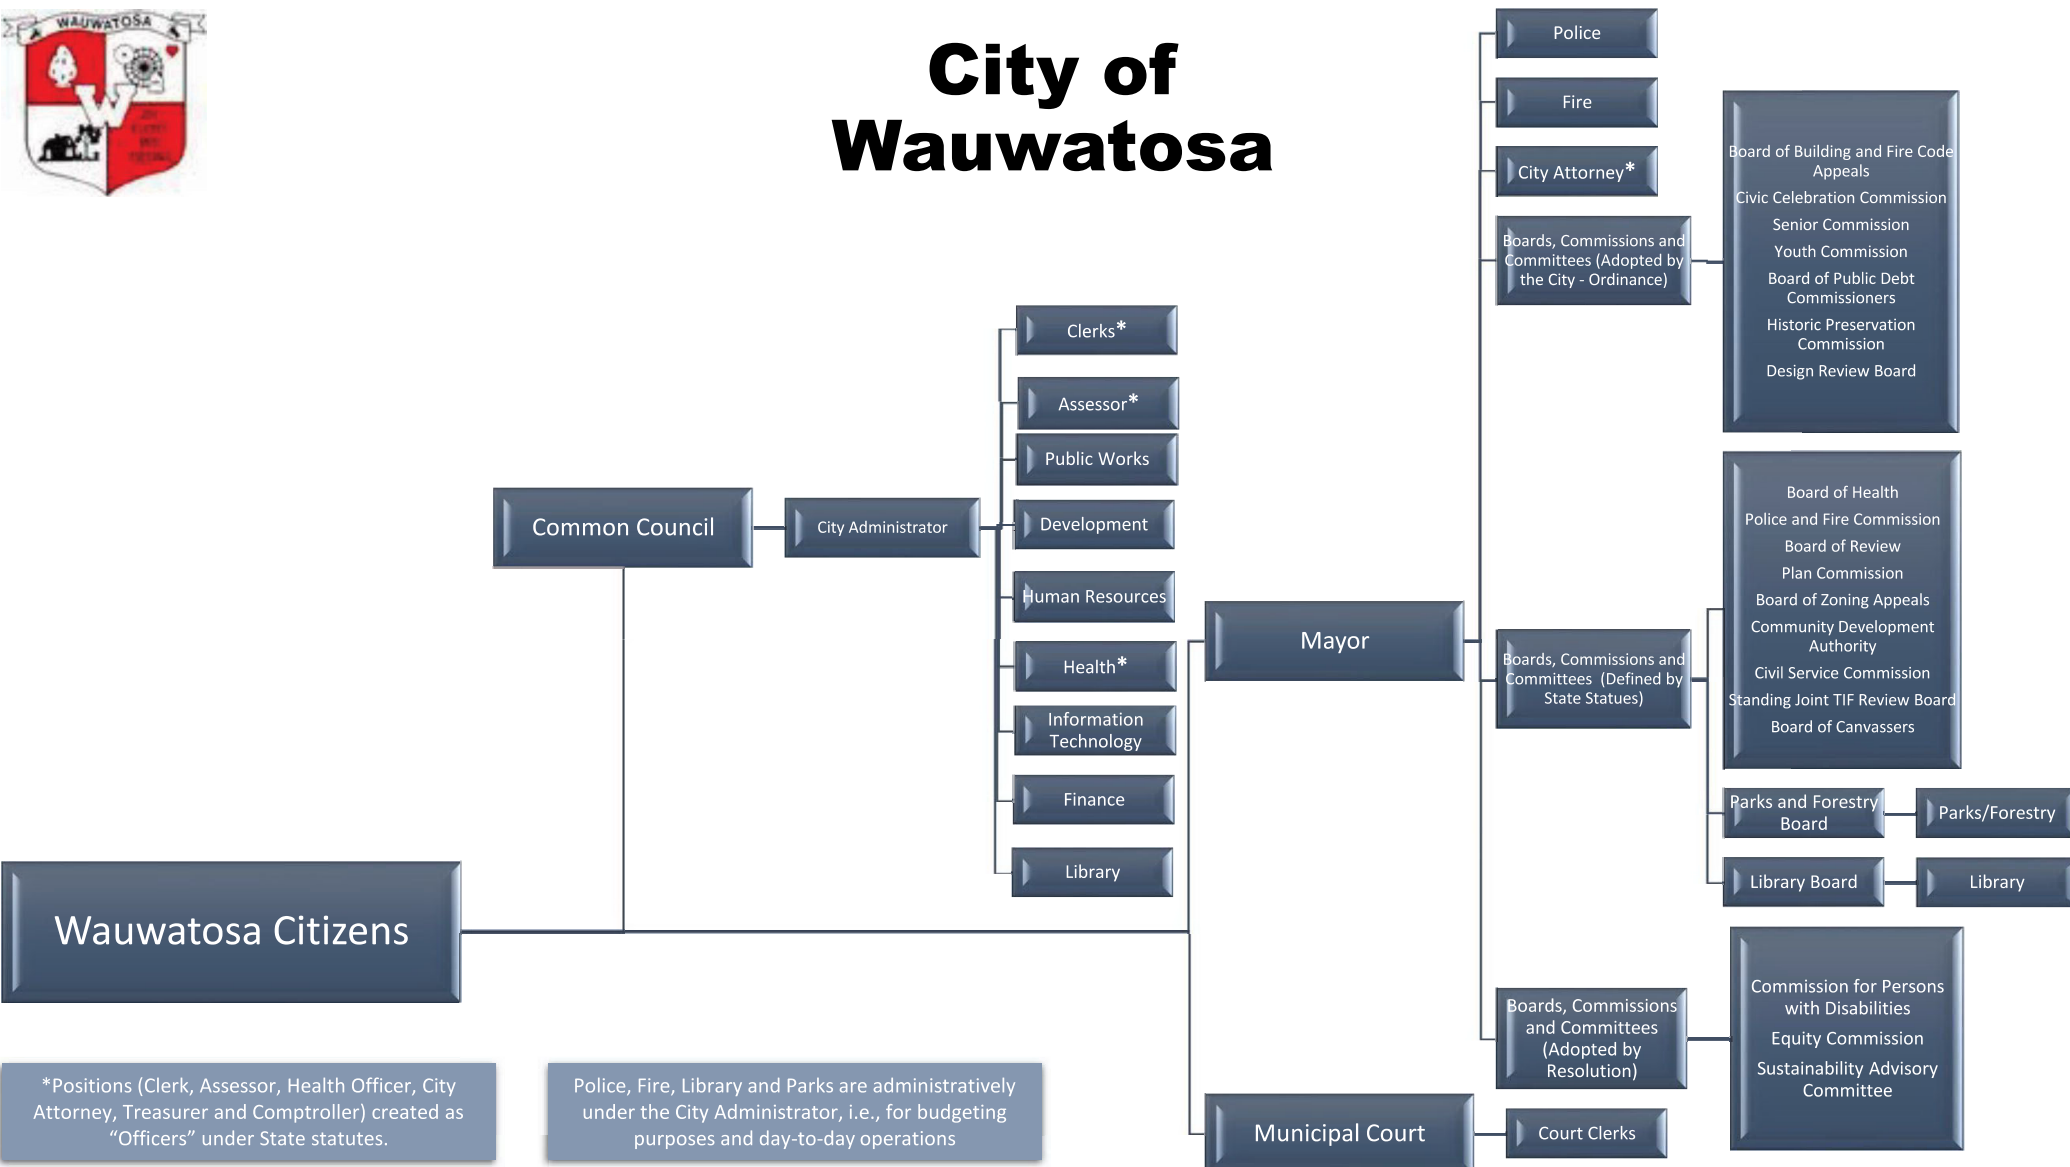 WAUWATOSA
W
City of
Wauwatosa
Police
Fire
City Attorney*
Boards, Commissions and
Committees (Adopted by
the City - Ordinance)
Board of Building and Fire Code
Appeals
Civic Celebration Commission
Senior Commission
Youth Commission
Board of Public Debt
Commissioners
Historic Preservation
Commission
Design Review Board
Clerks*
Assessor*
Public Works
Development
Human Resources
Health*
Information
Technology
Finance
Library
Common Council
City Administrator
Mayor
Boards, Commissions and
Committees (Defined by
State Statues)
Board of Health
Police and Fire Commission
Board of Review
Plan Commission
Board of Zoning Appeals
Community Development
Authority
Civil Service Commission
Standing Joint TIF Review Board
Board of Canvassers
Parks and Forestry
Board
Parks/Forestry
Library Board
Library
Wauwatosa Citizens
Boards, Commissions
and Committees
(Adopted by
Resolution)
Commission for Persons
with Disabilities
Equity Commission
Sustainability Advisory
Committee
Municipal Court
Court Clerks
*Positions (Clerk, Assessor, Health Officer, City
Attorney, Treasurer and Comptroller) created as
“Officers” under State statutes.
Police, Fire, Library and Parks are administratively
under the City Administrator, i.e., for budgeting
purposes and day-to-day operations